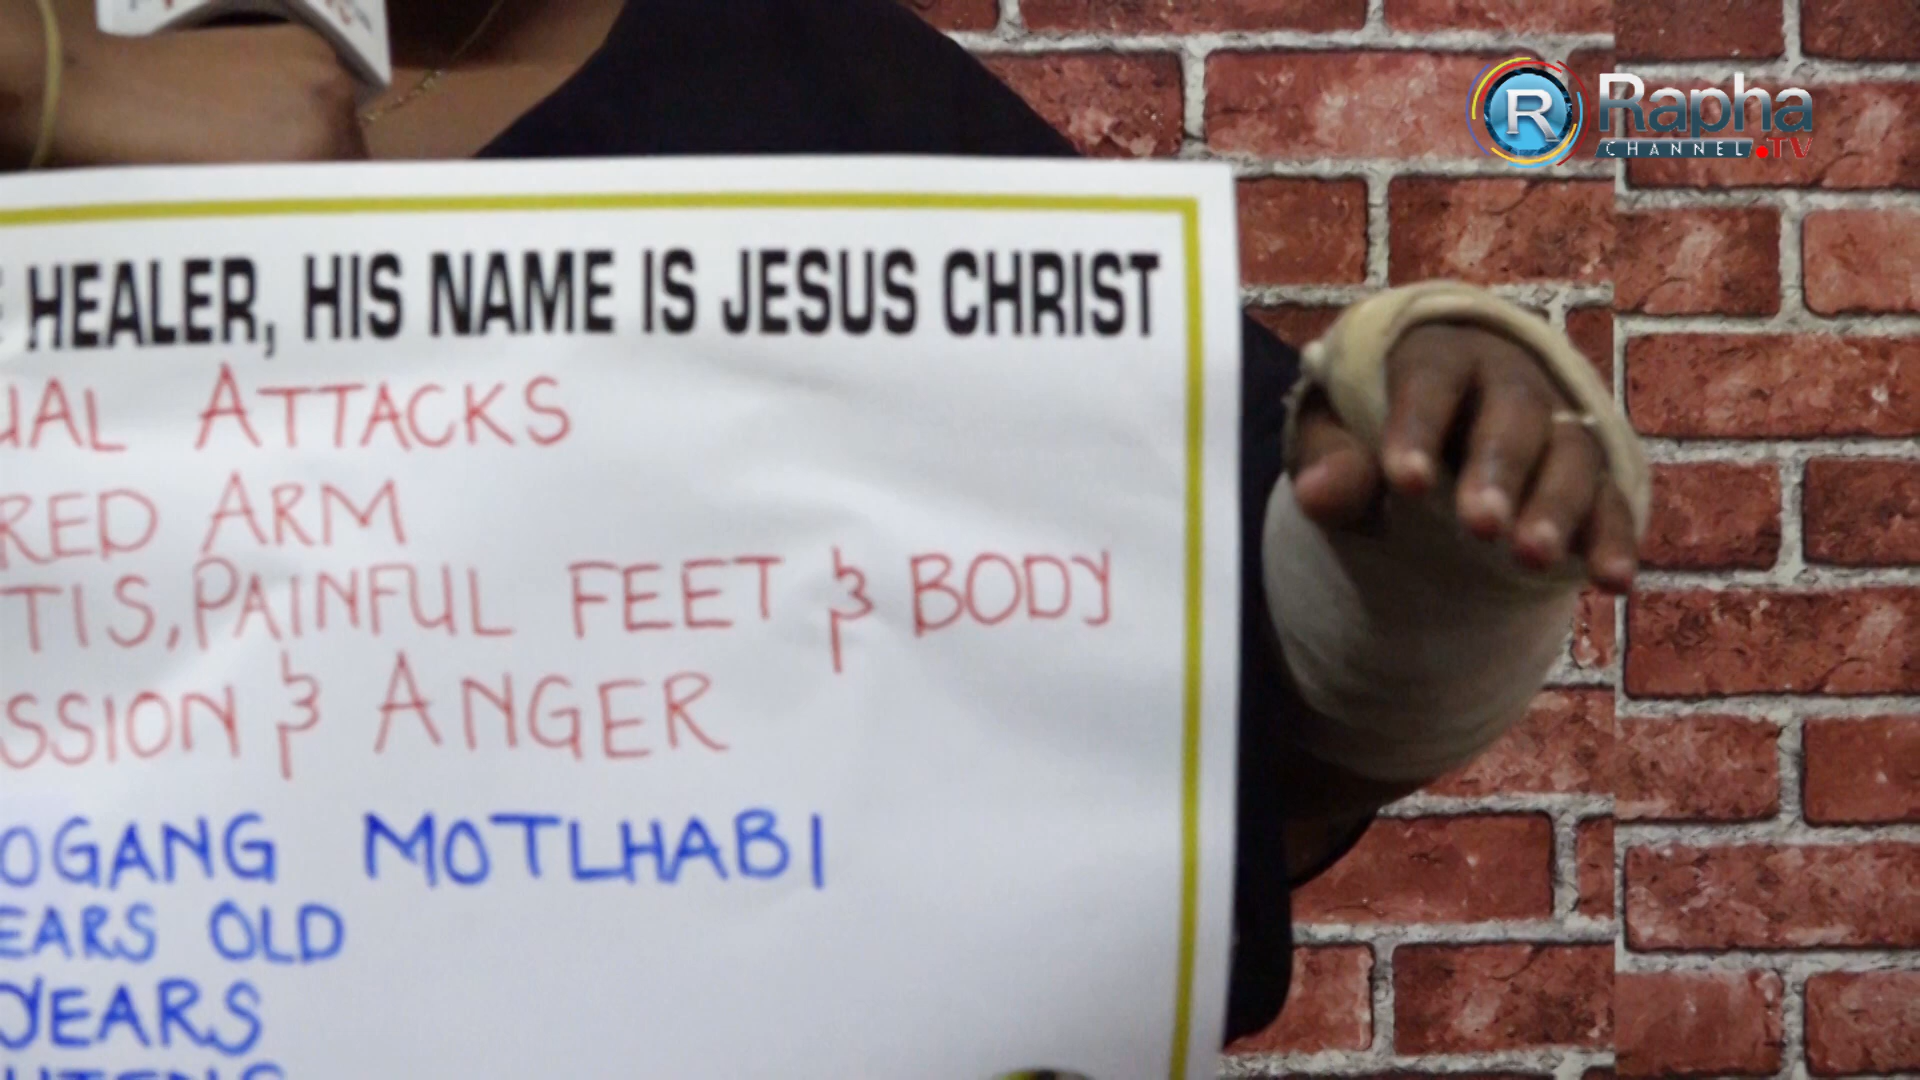 Rapha
CHANNEL.TV
HEALER, HIS NAME IS JESUS CHRIST
UAL ATTACKS
RED ARM
TIS, PAINFUL FEET & BODY
SSION & ANGER
OGANG MOTLHABI
EARS OLD
YEARS